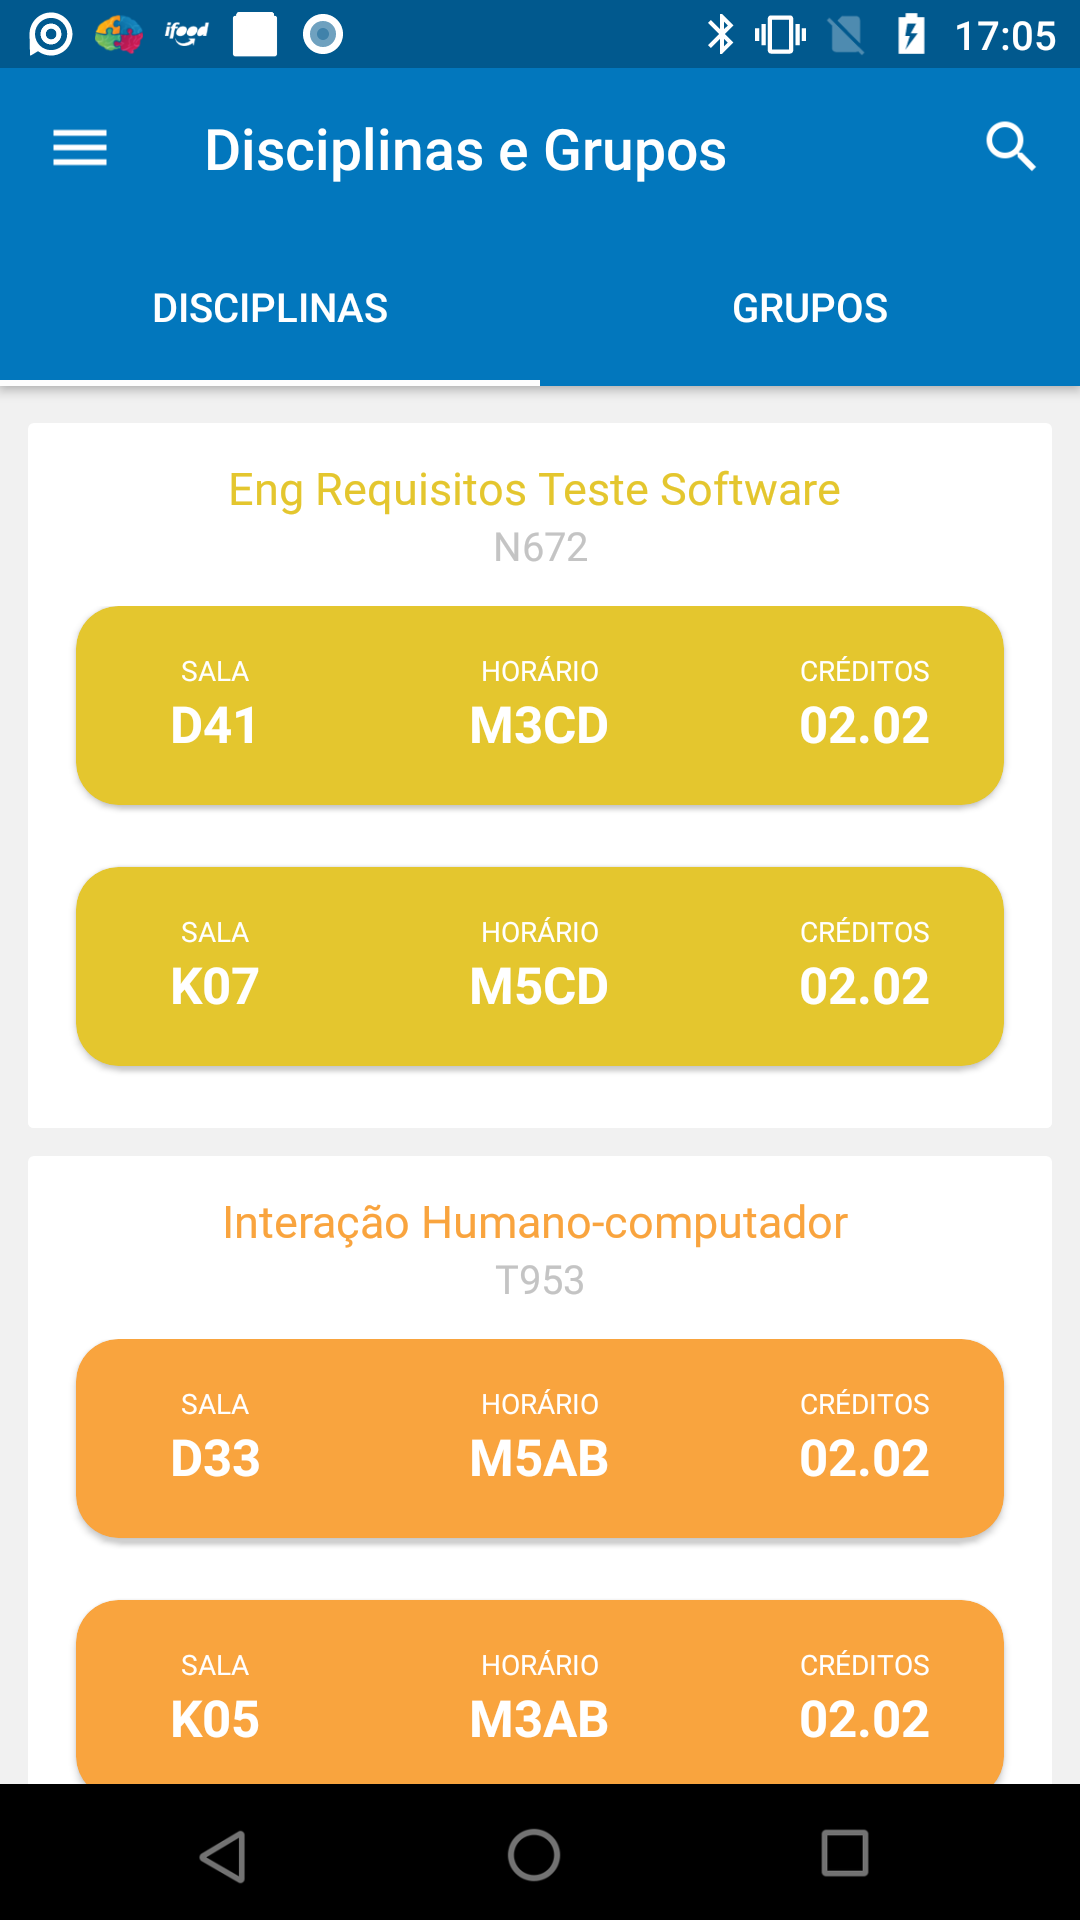 ifood
17:05
Disciplinas e Grupos
DISCIPLINAS GRUPOS
Eng Requisitos Teste Software
N672
SALA HORÁRIO CRÉDITOS
D41 M3CD 02.02
SALA HORÁRIO CRÉDITOS
K07 M5CD 02.02
Interação Humano-computador
T953
SALA HORÁRIO CRÉDITOS
D33 M5AB 02.02
SALA HORÁRIO CRÉDITOS
K05 M3AB 02.02